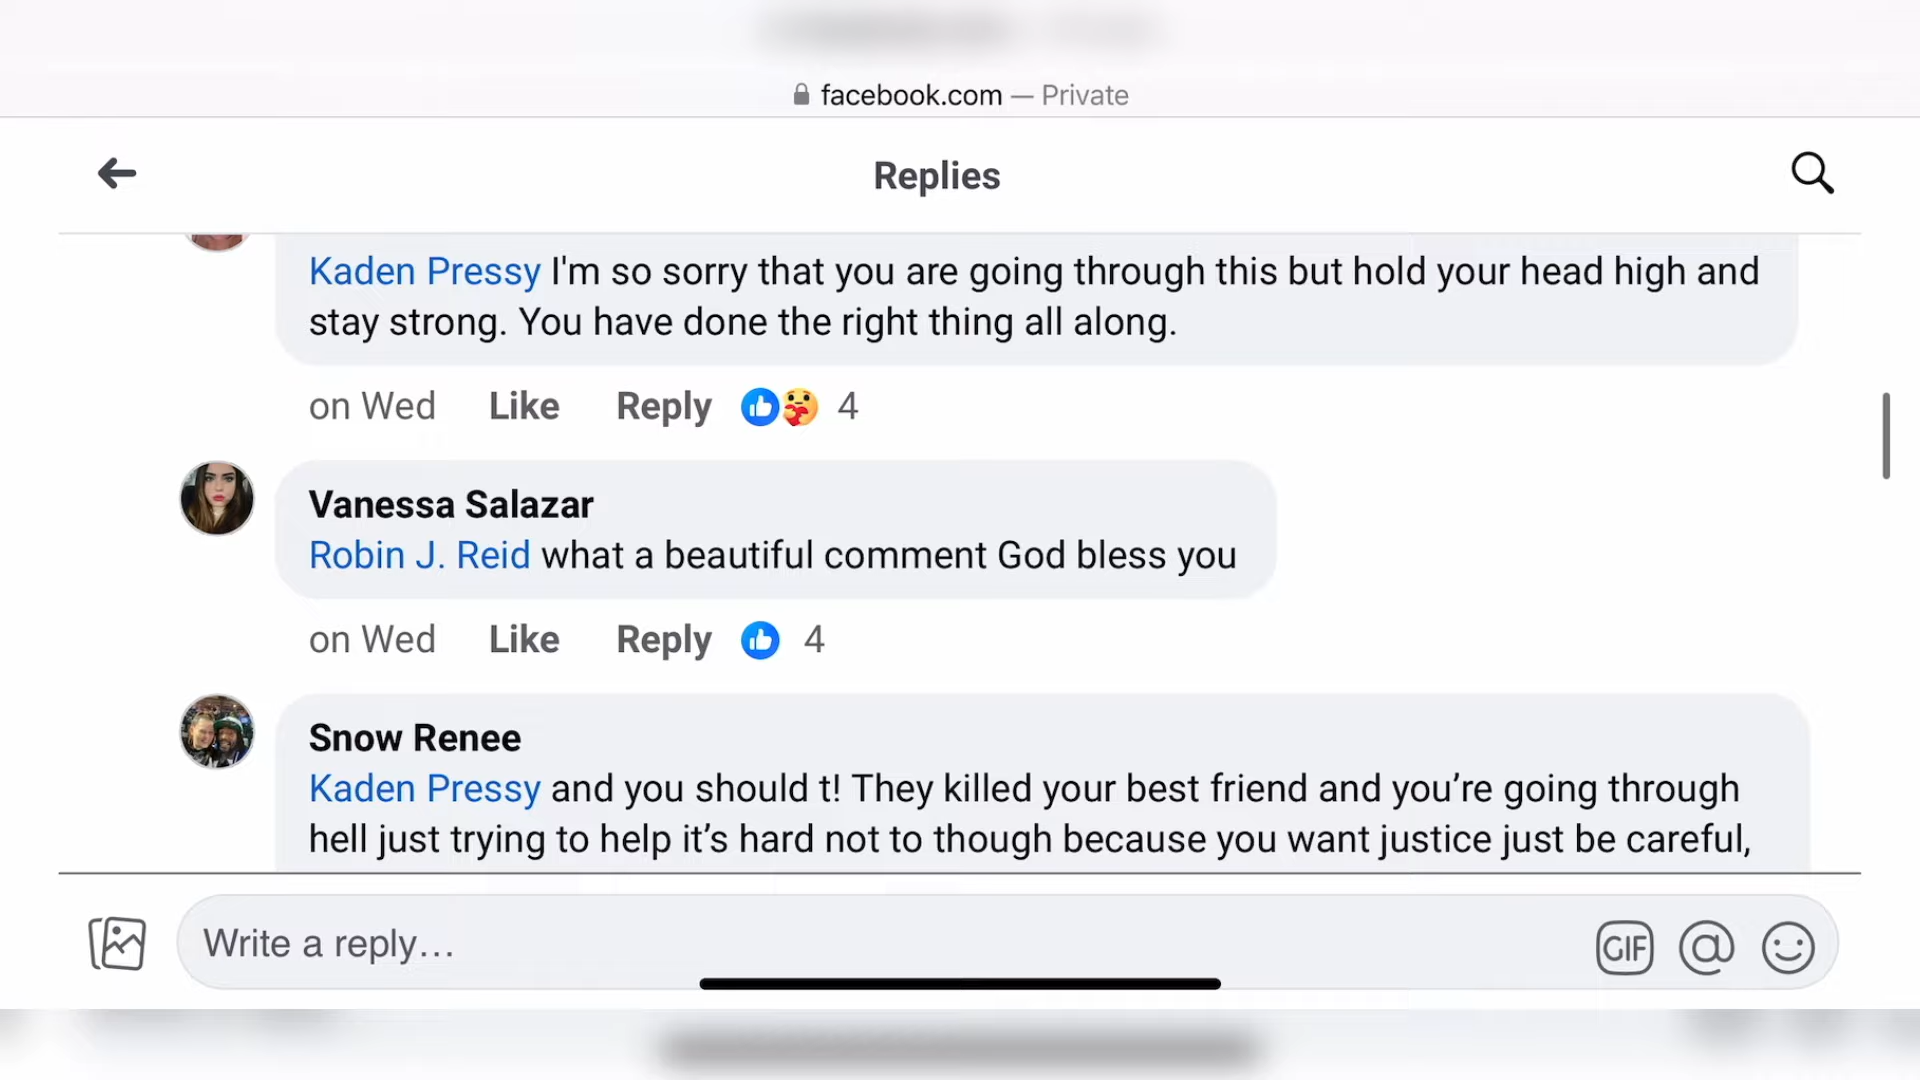 facebook.com — Private
Replies
Kaden Pressy I'm so sorry that you are going through this but hold your head high and
stay strong. You have done the right thing all along.
on Wed Like Reply 4
Vanessa Salazar
Robin J. Reid what a beautiful comment God bless you
on Wed Like Reply 4
Snow Renee
Kaden Pressy and you should t! They killed your best friend and you’re going through
hell just trying to help it’s hard not to though because you want justice just be careful,
Write a reply...
GIF @